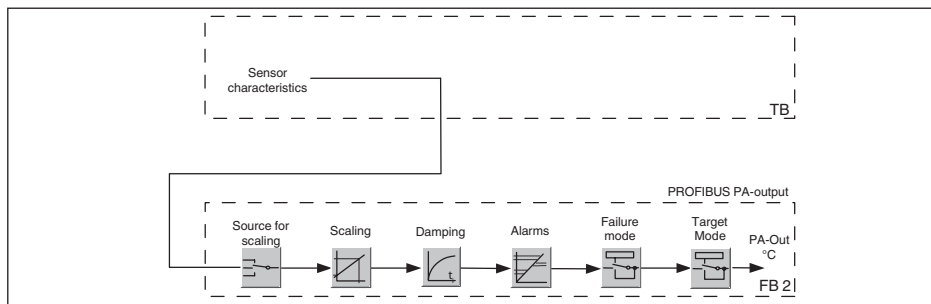 Sensor
characteristics
TB
PROFIBUS PA-output
Source for
scaling
Scaling
Damping
Alarms
Failure
mode
Target
Mode
PA-Out
°C
t
FB 2